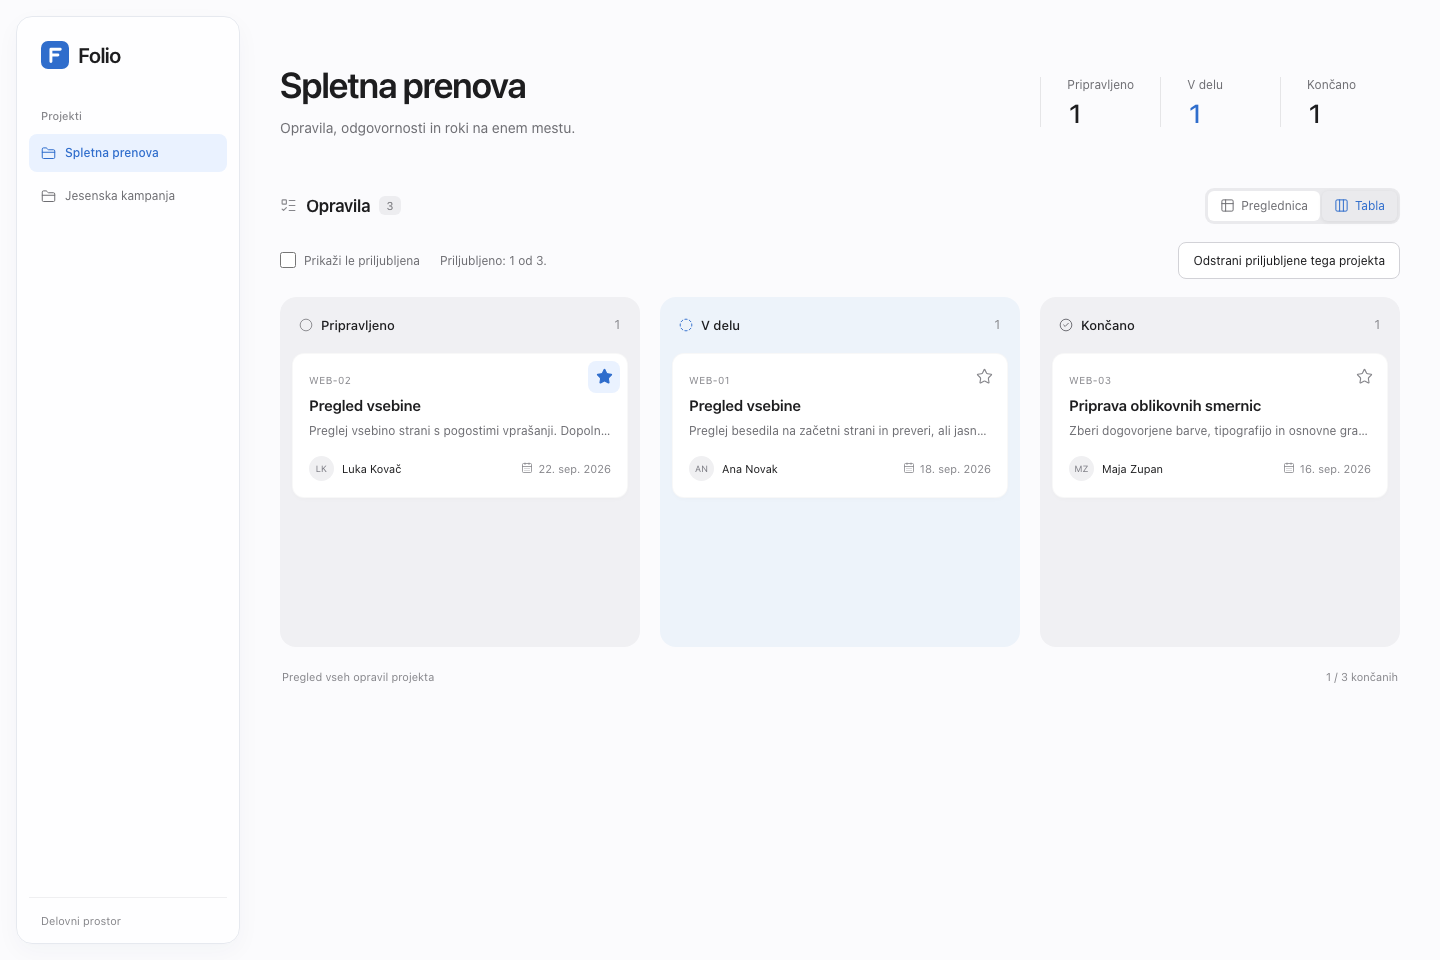 Folio
Projekti
Spletna prenova
Jesenska kampanja
Delovni prostor
Spletna prenova
Opravila, odgovornosti in roki na enem mestu.
Pripravljeno
1
V delu
1
Končano
1
Opravila 3
Preglednica
Tabla
Prikaži le priljubljena
Priljubljeno: 1 od 3.
Odstrani priljubljene tega projekta
Pripravljeno 1
WEB-02
Pregled vsebine
Preglej vsebino strani s pogostimi vprašanji. Dopoln...
LK Luka Kovač 22. sep. 2026
V delu 1
WEB-01
Pregled vsebine
Preglej besedila na začetni strani in preveri, ali jasn...
AN Ana Novak 18. sep. 2026
Končano 1
WEB-03
Priprava oblikovnih smernic
Zberi dogovorjene barve, tipografijo in osnovne gra...
MZ Maja Zupan 16. sep. 2026
Pregled vseh opravil projekta
1 / 3 končanih